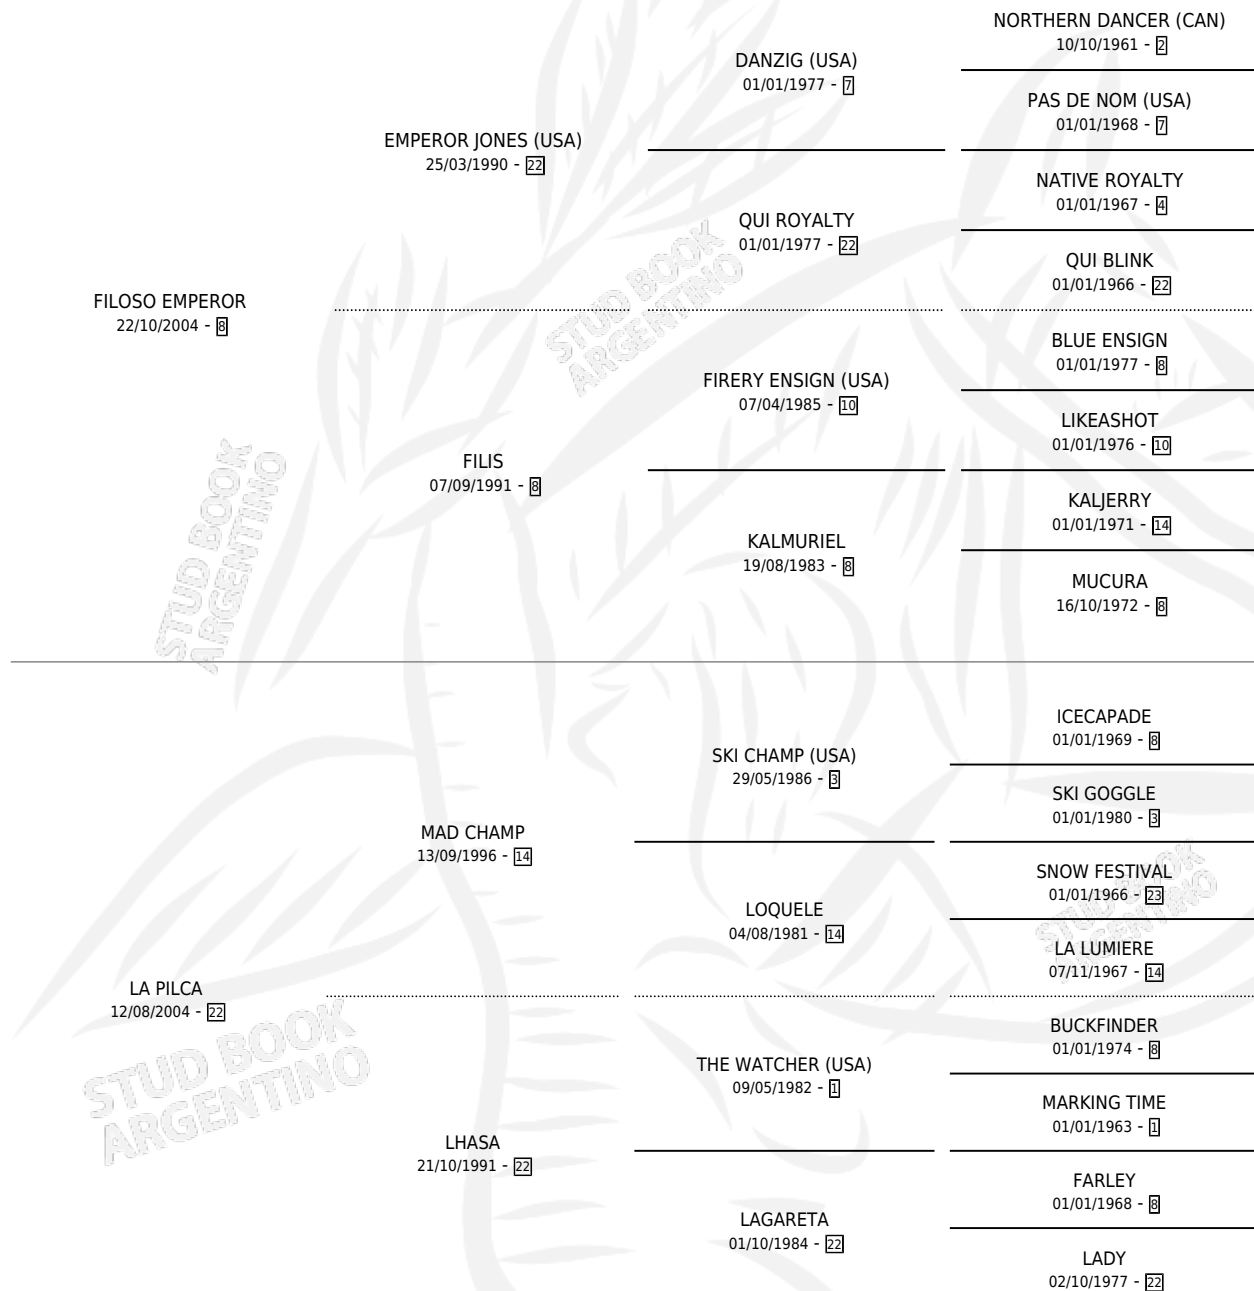 NORTHERN DANCER (CAN)
10/10/1961 - 2
DANZIG (USA)
01/01/1977 - 7
PAS DE NOM (USA)
01/01/1968 - 7
EMPEROR JONES (USA)
25/03/1990 - 22
NATIVE ROYALTY
01/01/1967 - 4
QUI ROYALTY
01/01/1977 - 22
QUI BLINK
01/01/1966 - 22
FILOSO EMPEROR
22/10/2004 - 8
BLUE ENSIGN
01/01/1977 - 8
FIRERY ENSIGN (USA)
07/04/1985 - 10
LIKEASHOT
01/01/1976 - 10
FILIS
07/09/1991 - 8
KALJERRY
01/01/1971 - 14
KALMURIEL
19/08/1983 - 8
MUCURA
16/10/1972 - 8
ICECAPADE
01/01/1969 - 8
SKI CHAMP (USA)
29/05/1986 - 3
SKI GOGGLE
01/01/1980 - 3
MAD CHAMP
13/09/1996 - 14
SNOW FESTIVAL
01/01/1966 - 23
LOQUELE
04/08/1981 - 14
LA LUMIERE
07/11/1967 - 14
LA PILCA
12/08/2004 - 22
BUCKFINDER
01/01/1974 - 8
THE WATCHER (USA)
09/05/1982 - 1
MARKING TIME
01/01/1963 - 1
LHASA
21/10/1991 - 22
FARLEY
01/01/1968 - 8
LAGARETA
01/10/1984 - 22
LADY
02/10/1977 - 22
STUD BOOK
ARGENTINO
STUD BOOK
ARGENTINO
STUD BOOK
ARGENTINO
STUD BOOK
ARGENTINO